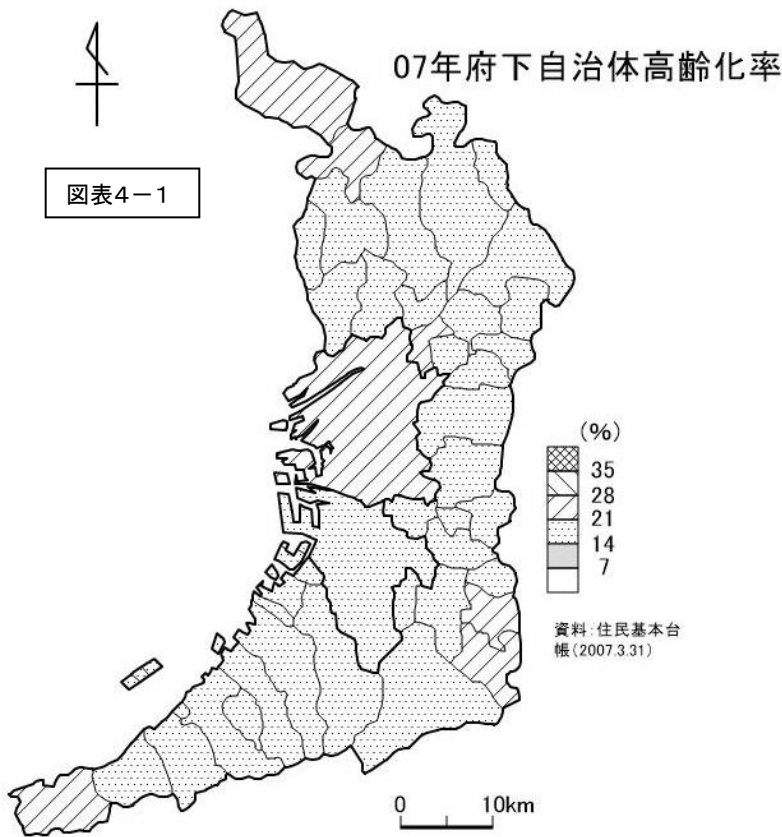 07年府下自治体高齢化率
図表4－1
(%)
35
28
21
14
7
資料:住民基本台
帳(2007.3.31)
0 10km